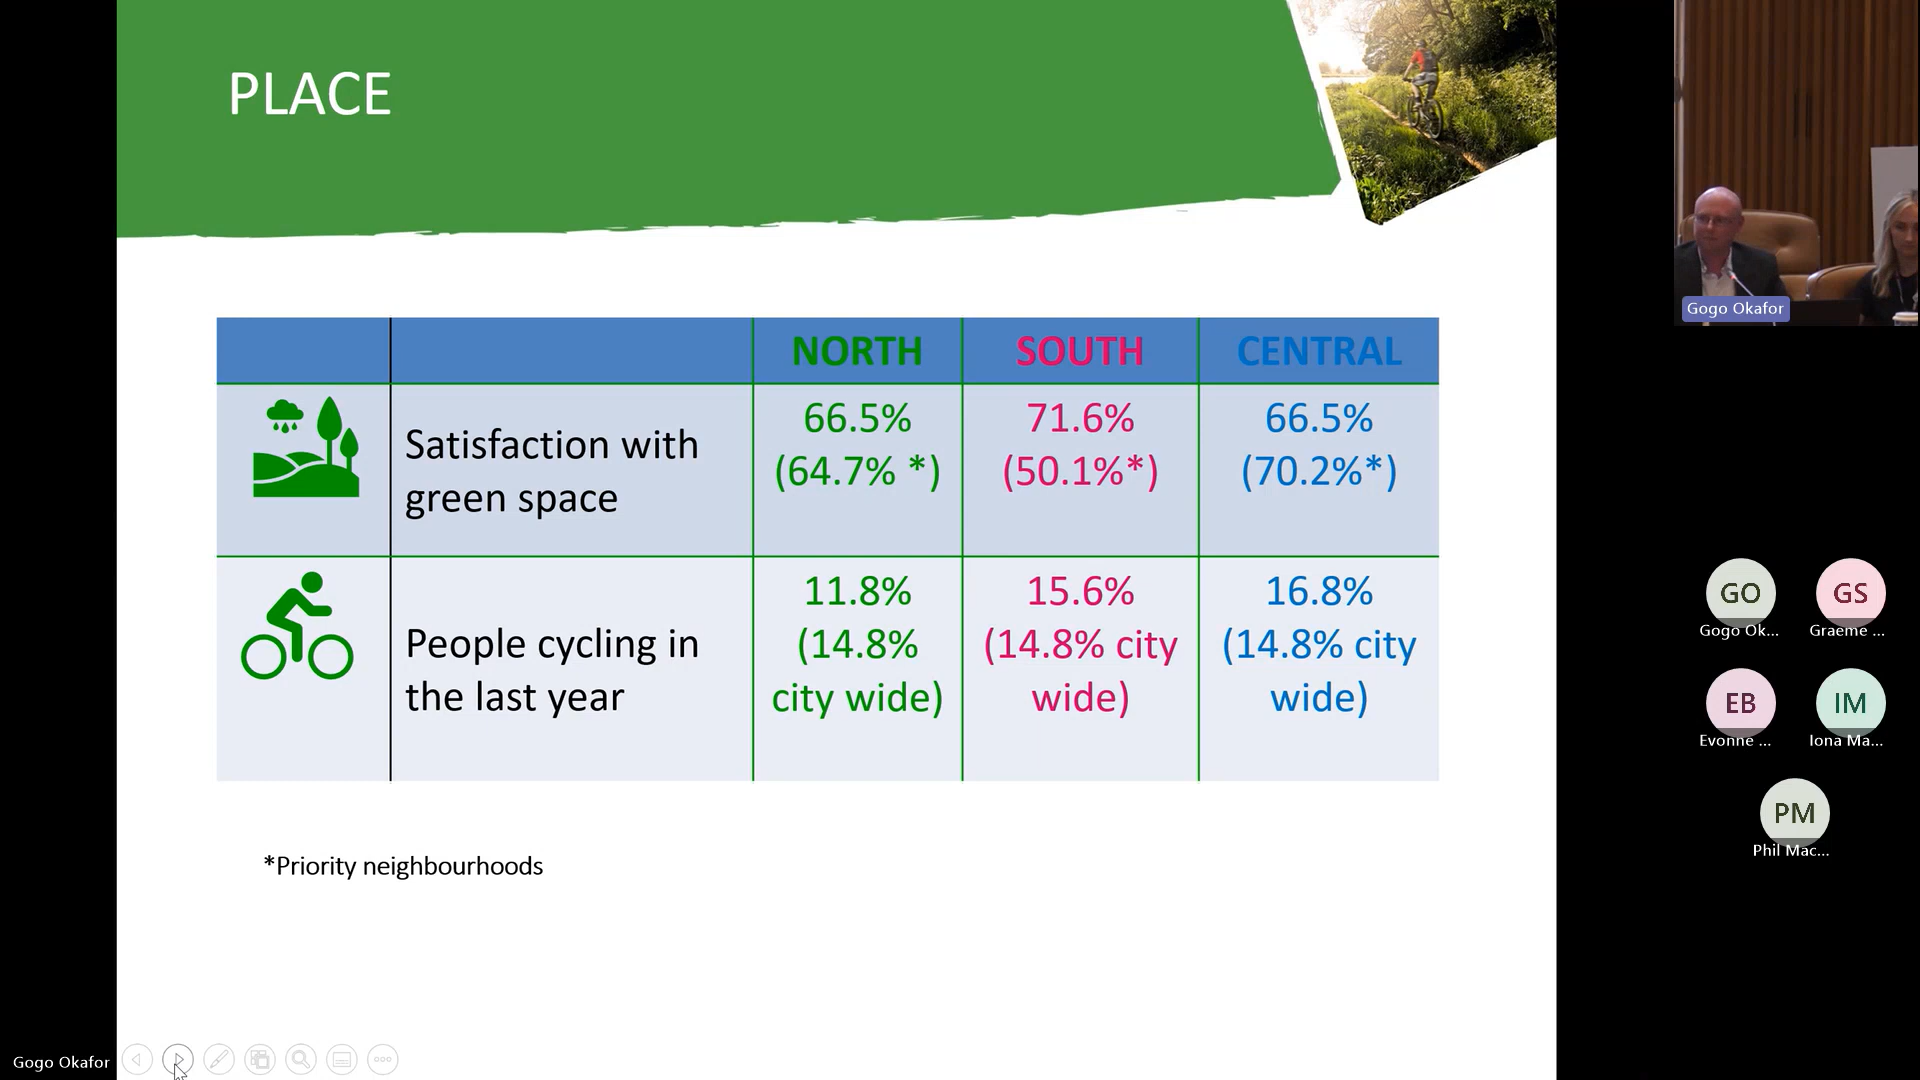 PLACE
NORTH
SOUTH
CENTRAL
Satisfaction with
green space
66.5%
(64.7% *)
71.6%
(50.1%*)
66.5%
(70.2%*)
People cycling in
the last year
11.8%
(14.8%
city wide)
15.6%
(14.8% city
wide)
16.8%
(14.8% city
wide)
*Priority neighbourhoods
Gogo Okafor
Gogo Okafor
GO
Gogo Ok...
GS
Graeme ...
EB
Evonne ...
IM
Iona Ma...
PM
Phil Mac...